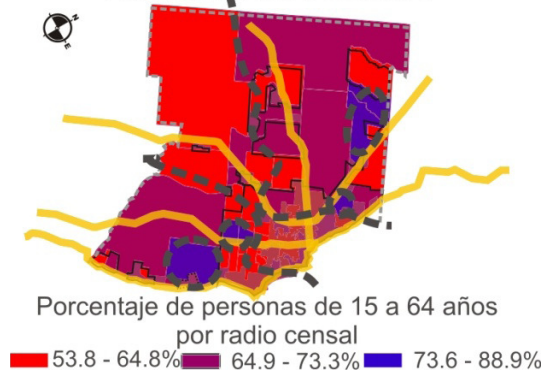 N
E
Porcentaje de personas de 15 a 64 años
por radio censal
53.8 - 64.8% 64.9 - 73.3% 73.6 - 88.9%